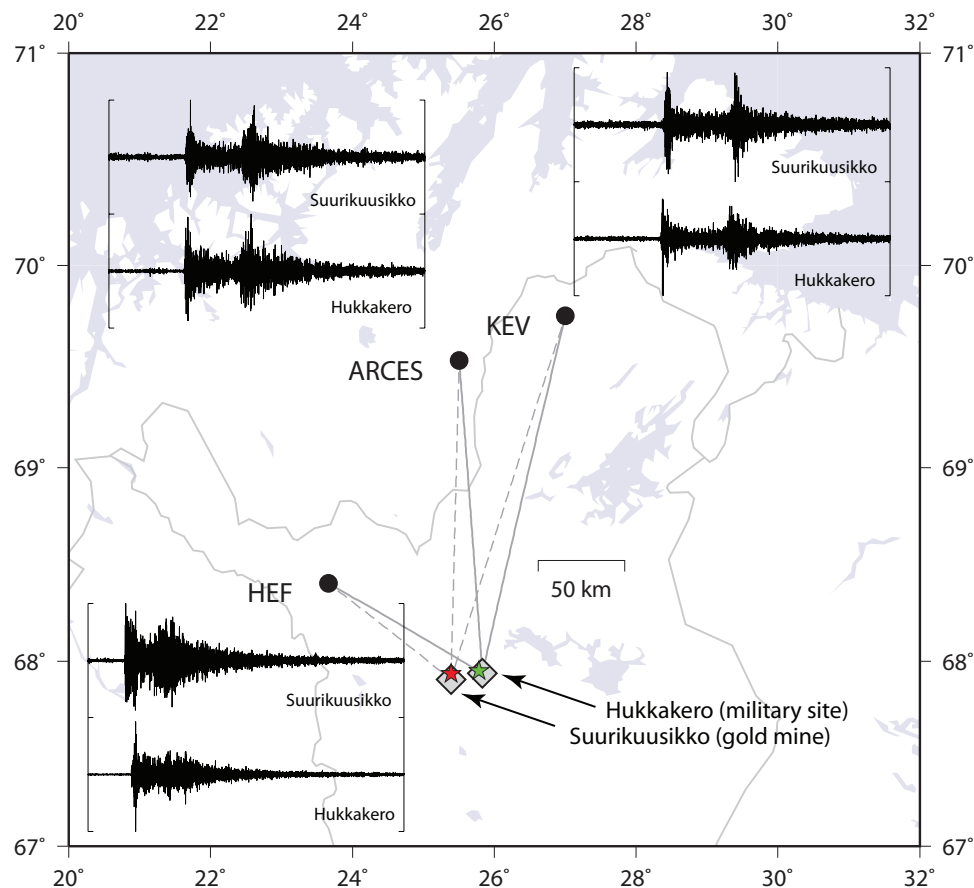 20˚ 22˚ 24˚ 26˚ 28˚ 30˚ 32˚
71˚ 71˚
Suurikuusikko
Suurikuusikko
Hukkakero
Hukkakero
70˚ 70˚
KEV
ARCES
69˚ 69˚
50 km
HEF
68˚ 68˚
Suurikuusikko
Hukkakero (military site)
Suurikuusikko (gold mine)
Hukkakero
67˚ 67˚
20˚ 22˚ 24˚ 26˚ 28˚ 30˚ 32˚